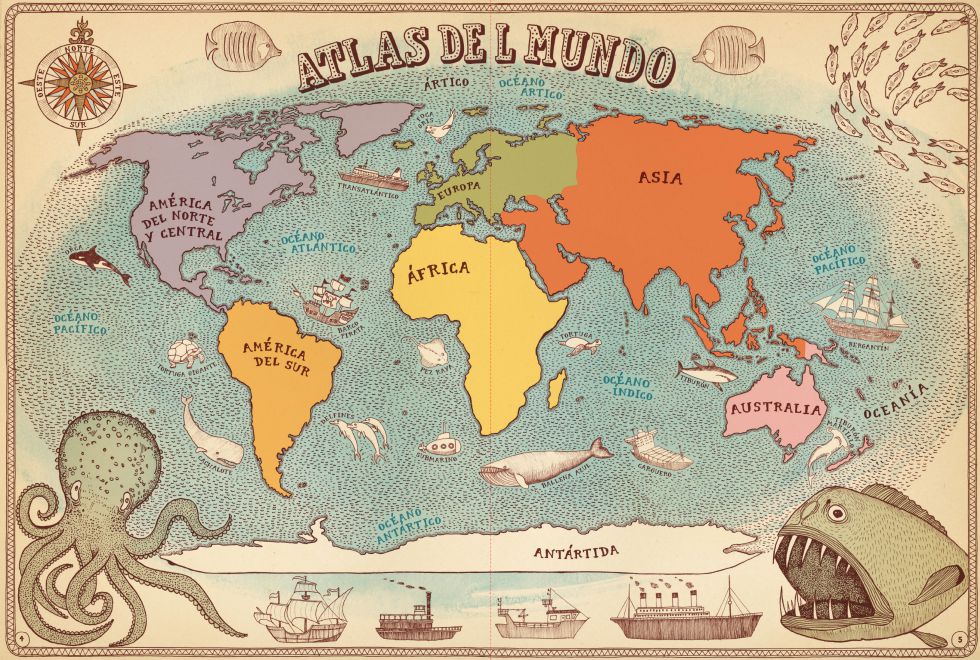 ATLAS DEL MUNDO
NORTE
OESTE
ESTE
SUR
ÁRTICO
OCÉANO
ÁRTICO
FOCA
TRANSATLÁNTICO
EUROPA
ASIA
AMÉRICA
DEL NORTE
Y CENTRAL
OCÉANO
ATLÁNTICO
ORCA
ÁFRICA
OCÉANO
PACÍFICO
OCÉANO
PACÍFICO
BARCO
PIRATA
BERGANTÍN
AMÉRICA
DEL SUR
TORTUGA GIGANTE
PEZ RAYA
TORTUGA
OCÉANO
ÍNDICO
TIBURÓN
AUSTRALIA
OCEANÍA
CACHALOTE
DELFINES
SUBMARINO
BALLENA AZUL
CARGUERO
OCÉANO
ANTÁRTICO
ANTÁRTIDA
4
5